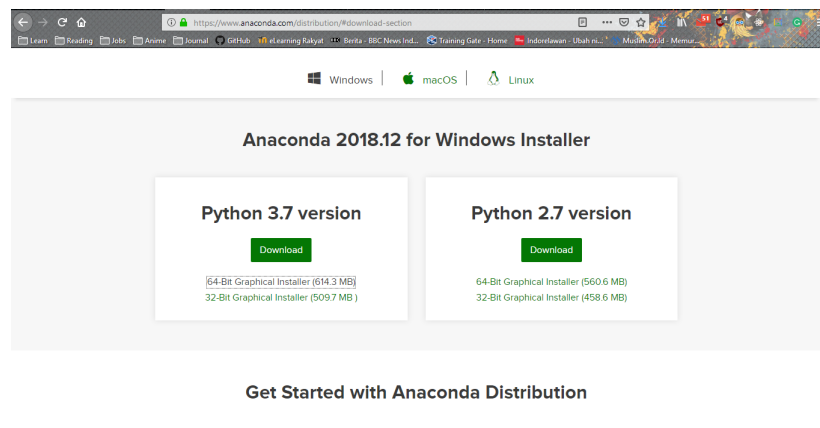 https://www.anaconda.com/distribution/#download-section
Learn Reading Jobs Anime Journal GitHub eLearning Rakyat Berita - BBC News Ind... Training Gate - Home Indorelawan - Ubah ni... Muslim.Or.Id - Memur...
Windows macOS Linux
Anaconda 2018.12 for Windows Installer
Python 3.7 version
Download
64-Bit Graphical Installer (614.3 MB)
32-Bit Graphical Installer (509.7 MB )
Python 2.7 version
Download
64-Bit Graphical Installer (560.6 MB)
32-Bit Graphical Installer (458.6 MB)
Get Started with Anaconda Distribution